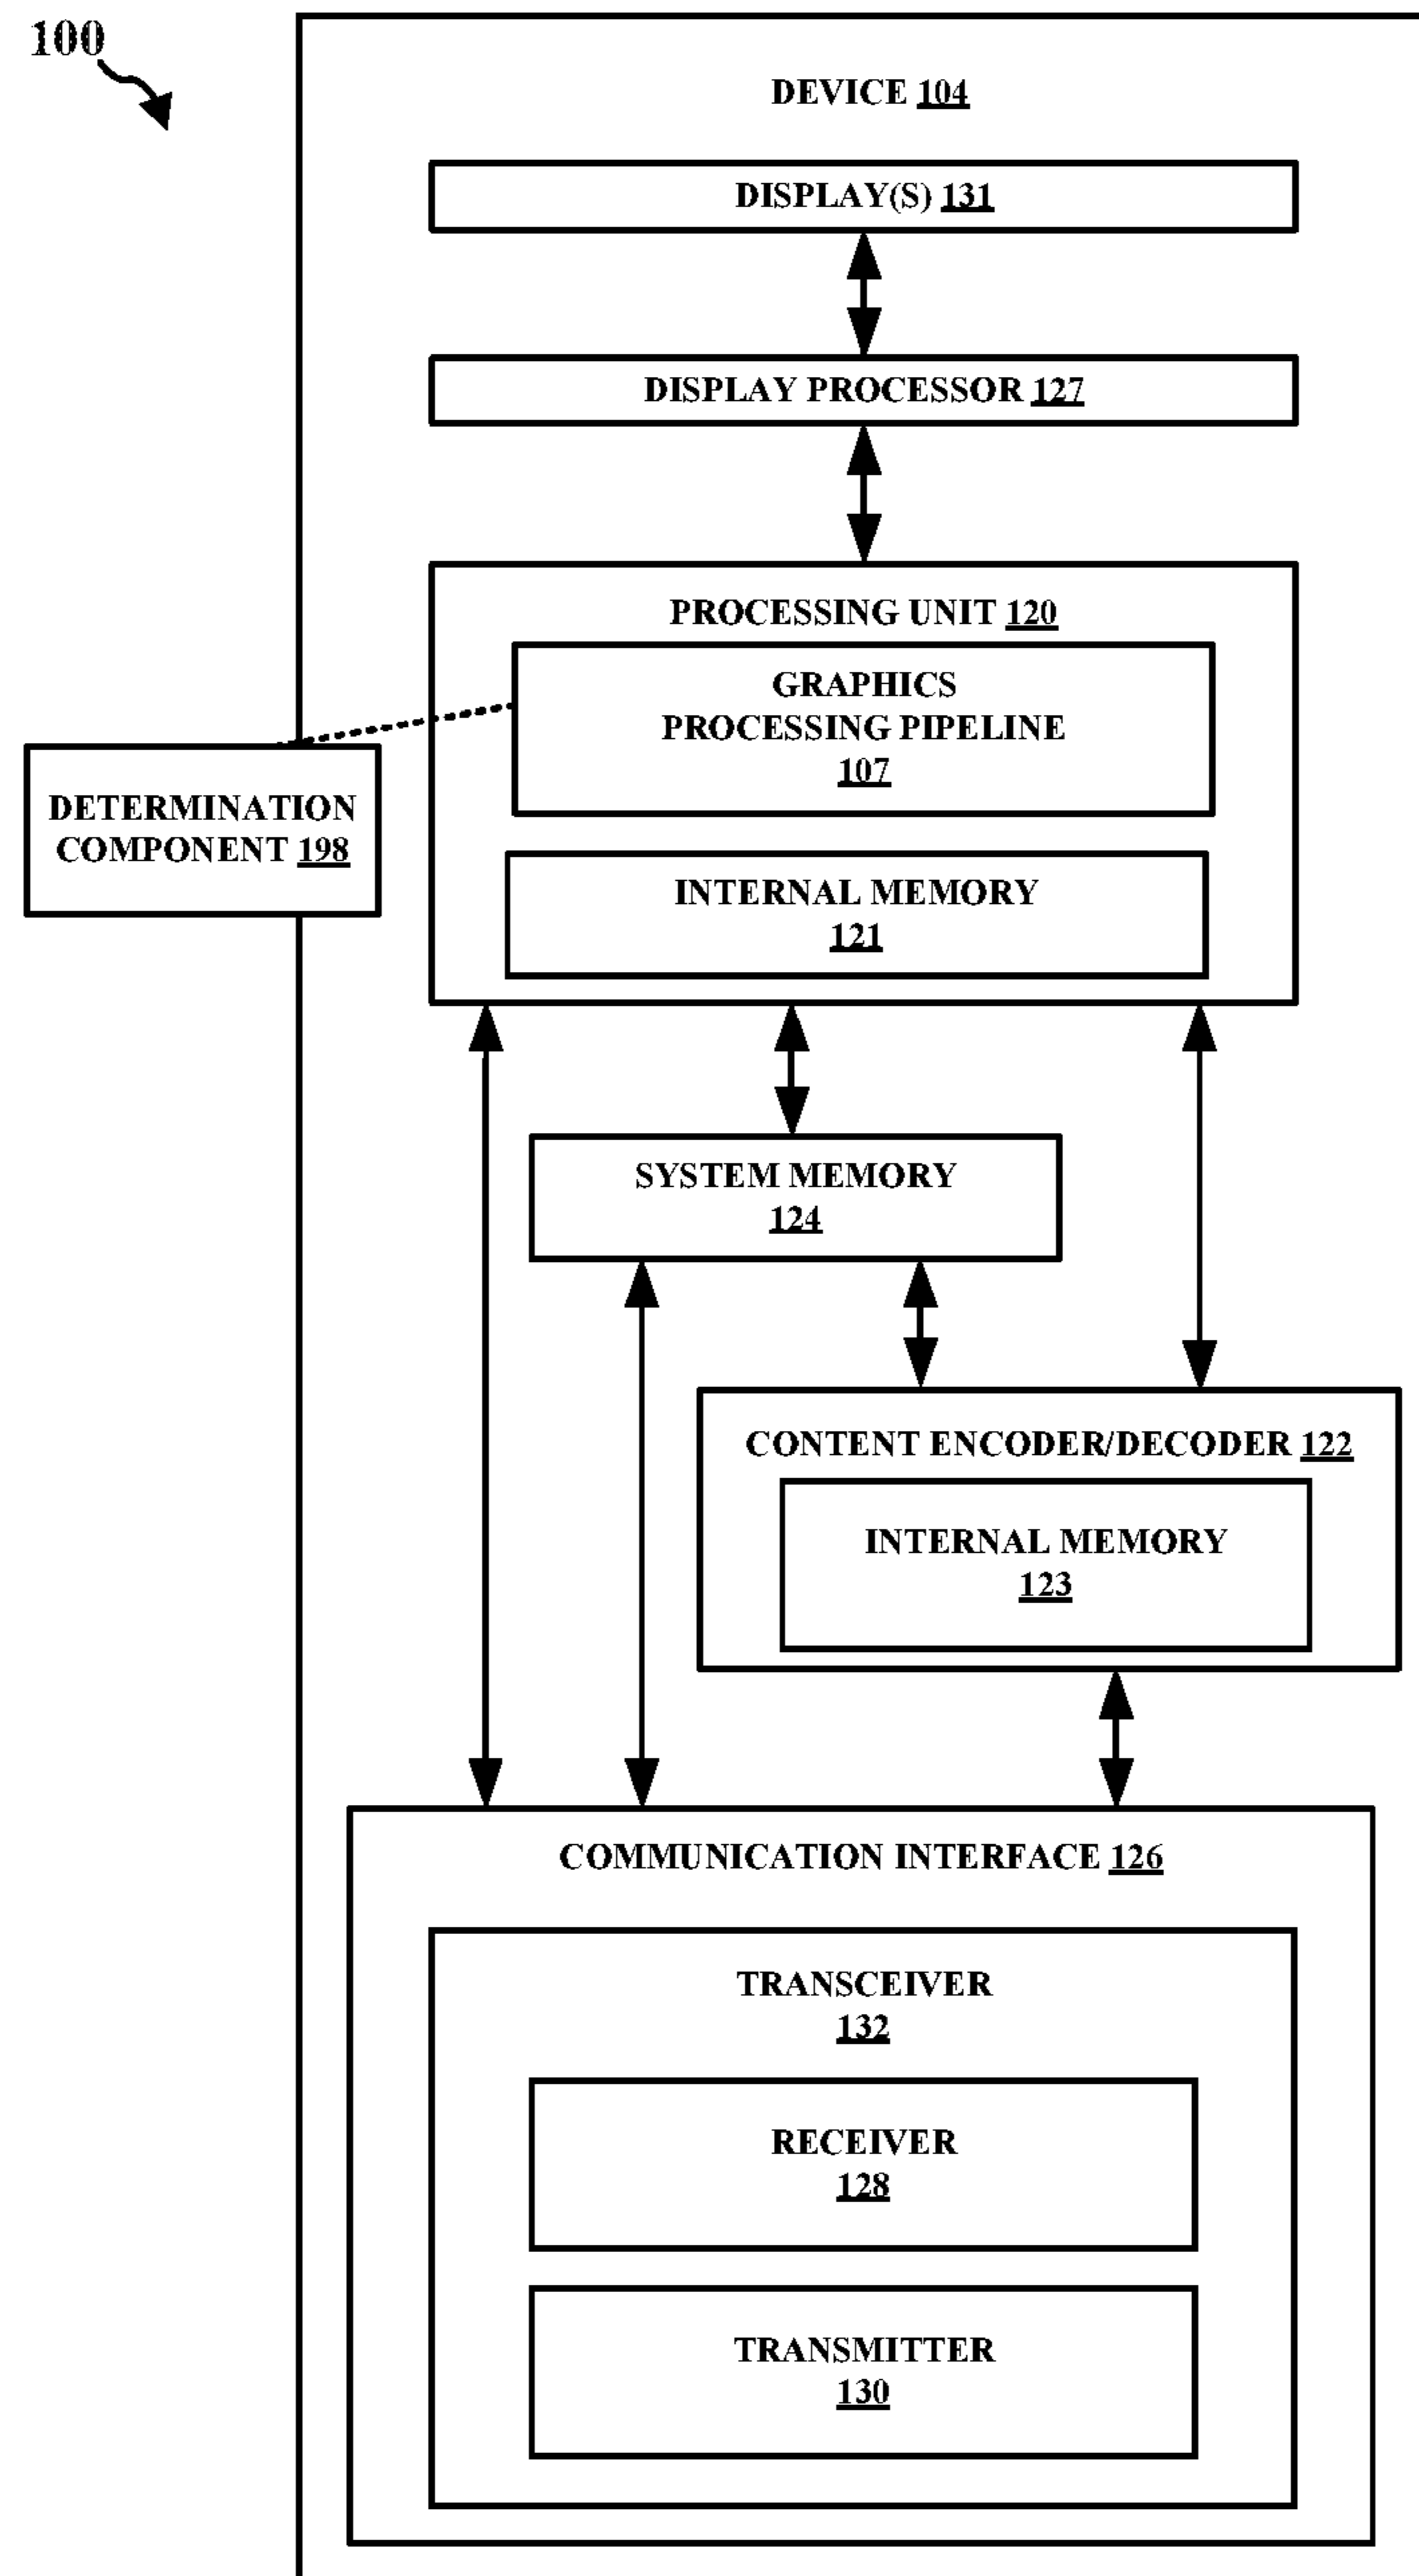 100
DEVICE 104
DISPLAY(S) 131
DISPLAY PROCESSOR 127
PROCESSING UNIT 120
GRAPHICS
PROCESSING PIPELINE
107
DETERMINATION
COMPONENT 198
INTERNAL MEMORY
121
SYSTEM MEMORY
124
CONTENT ENCODER/DECODER 122
INTERNAL MEMORY
123
COMMUNICATION INTERFACE 126
TRANSCEIVER
132
RECEIVER
128
TRANSMITTER
130